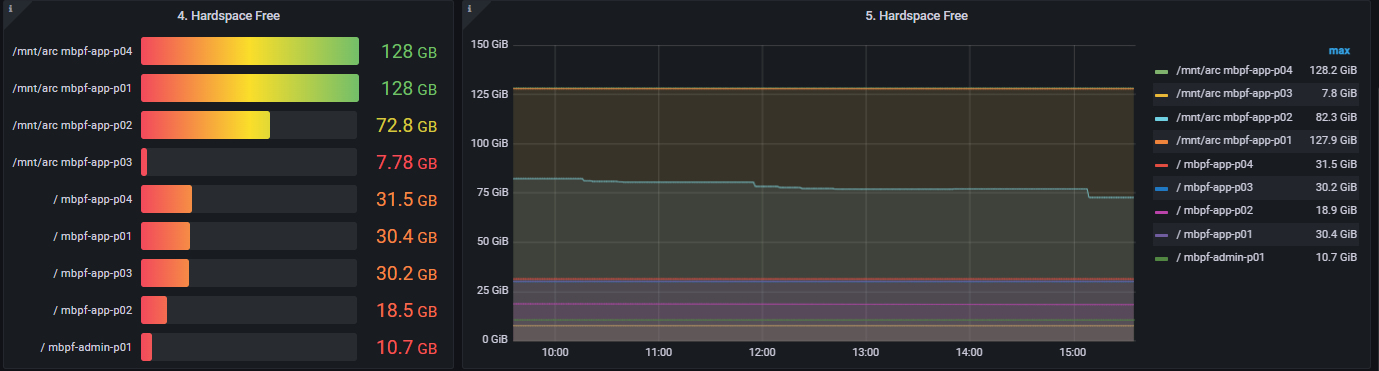 4. Hardspace Free
/mnt/arc mbpf-app-p04 128 GB
/mnt/arc mbpf-app-p01 128 GB
/mnt/arc mbpf-app-p02 72.8 GB
/mnt/arc mbpf-app-p03 7.78 GB
/ mbpf-app-p04 31.5 GB
/ mbpf-app-p01 30.4 GB
/ mbpf-app-p03 30.2 GB
/ mbpf-app-p02 18.5 GB
/ mbpf-admin-p01 10.7 GB
5. Hardspace Free
150 GiB
125 GiB
100 GiB
75 GiB
50 GiB
25 GiB
0 GiB
10:00 11:00 12:00 13:00 14:00 15:00
max
/mnt/arc mbpf-app-p04 128.2 GiB
/mnt/arc mbpf-app-p03 7.8 GiB
/mnt/arc mbpf-app-p02 82.3 GiB
/mnt/arc mbpf-app-p01 127.9 GiB
/ mbpf-app-p04 31.5 GiB
/ mbpf-app-p03 30.2 GiB
/ mbpf-app-p02 18.9 GiB
/ mbpf-app-p01 30.4 GiB
/ mbpf-admin-p01 10.7 GiB